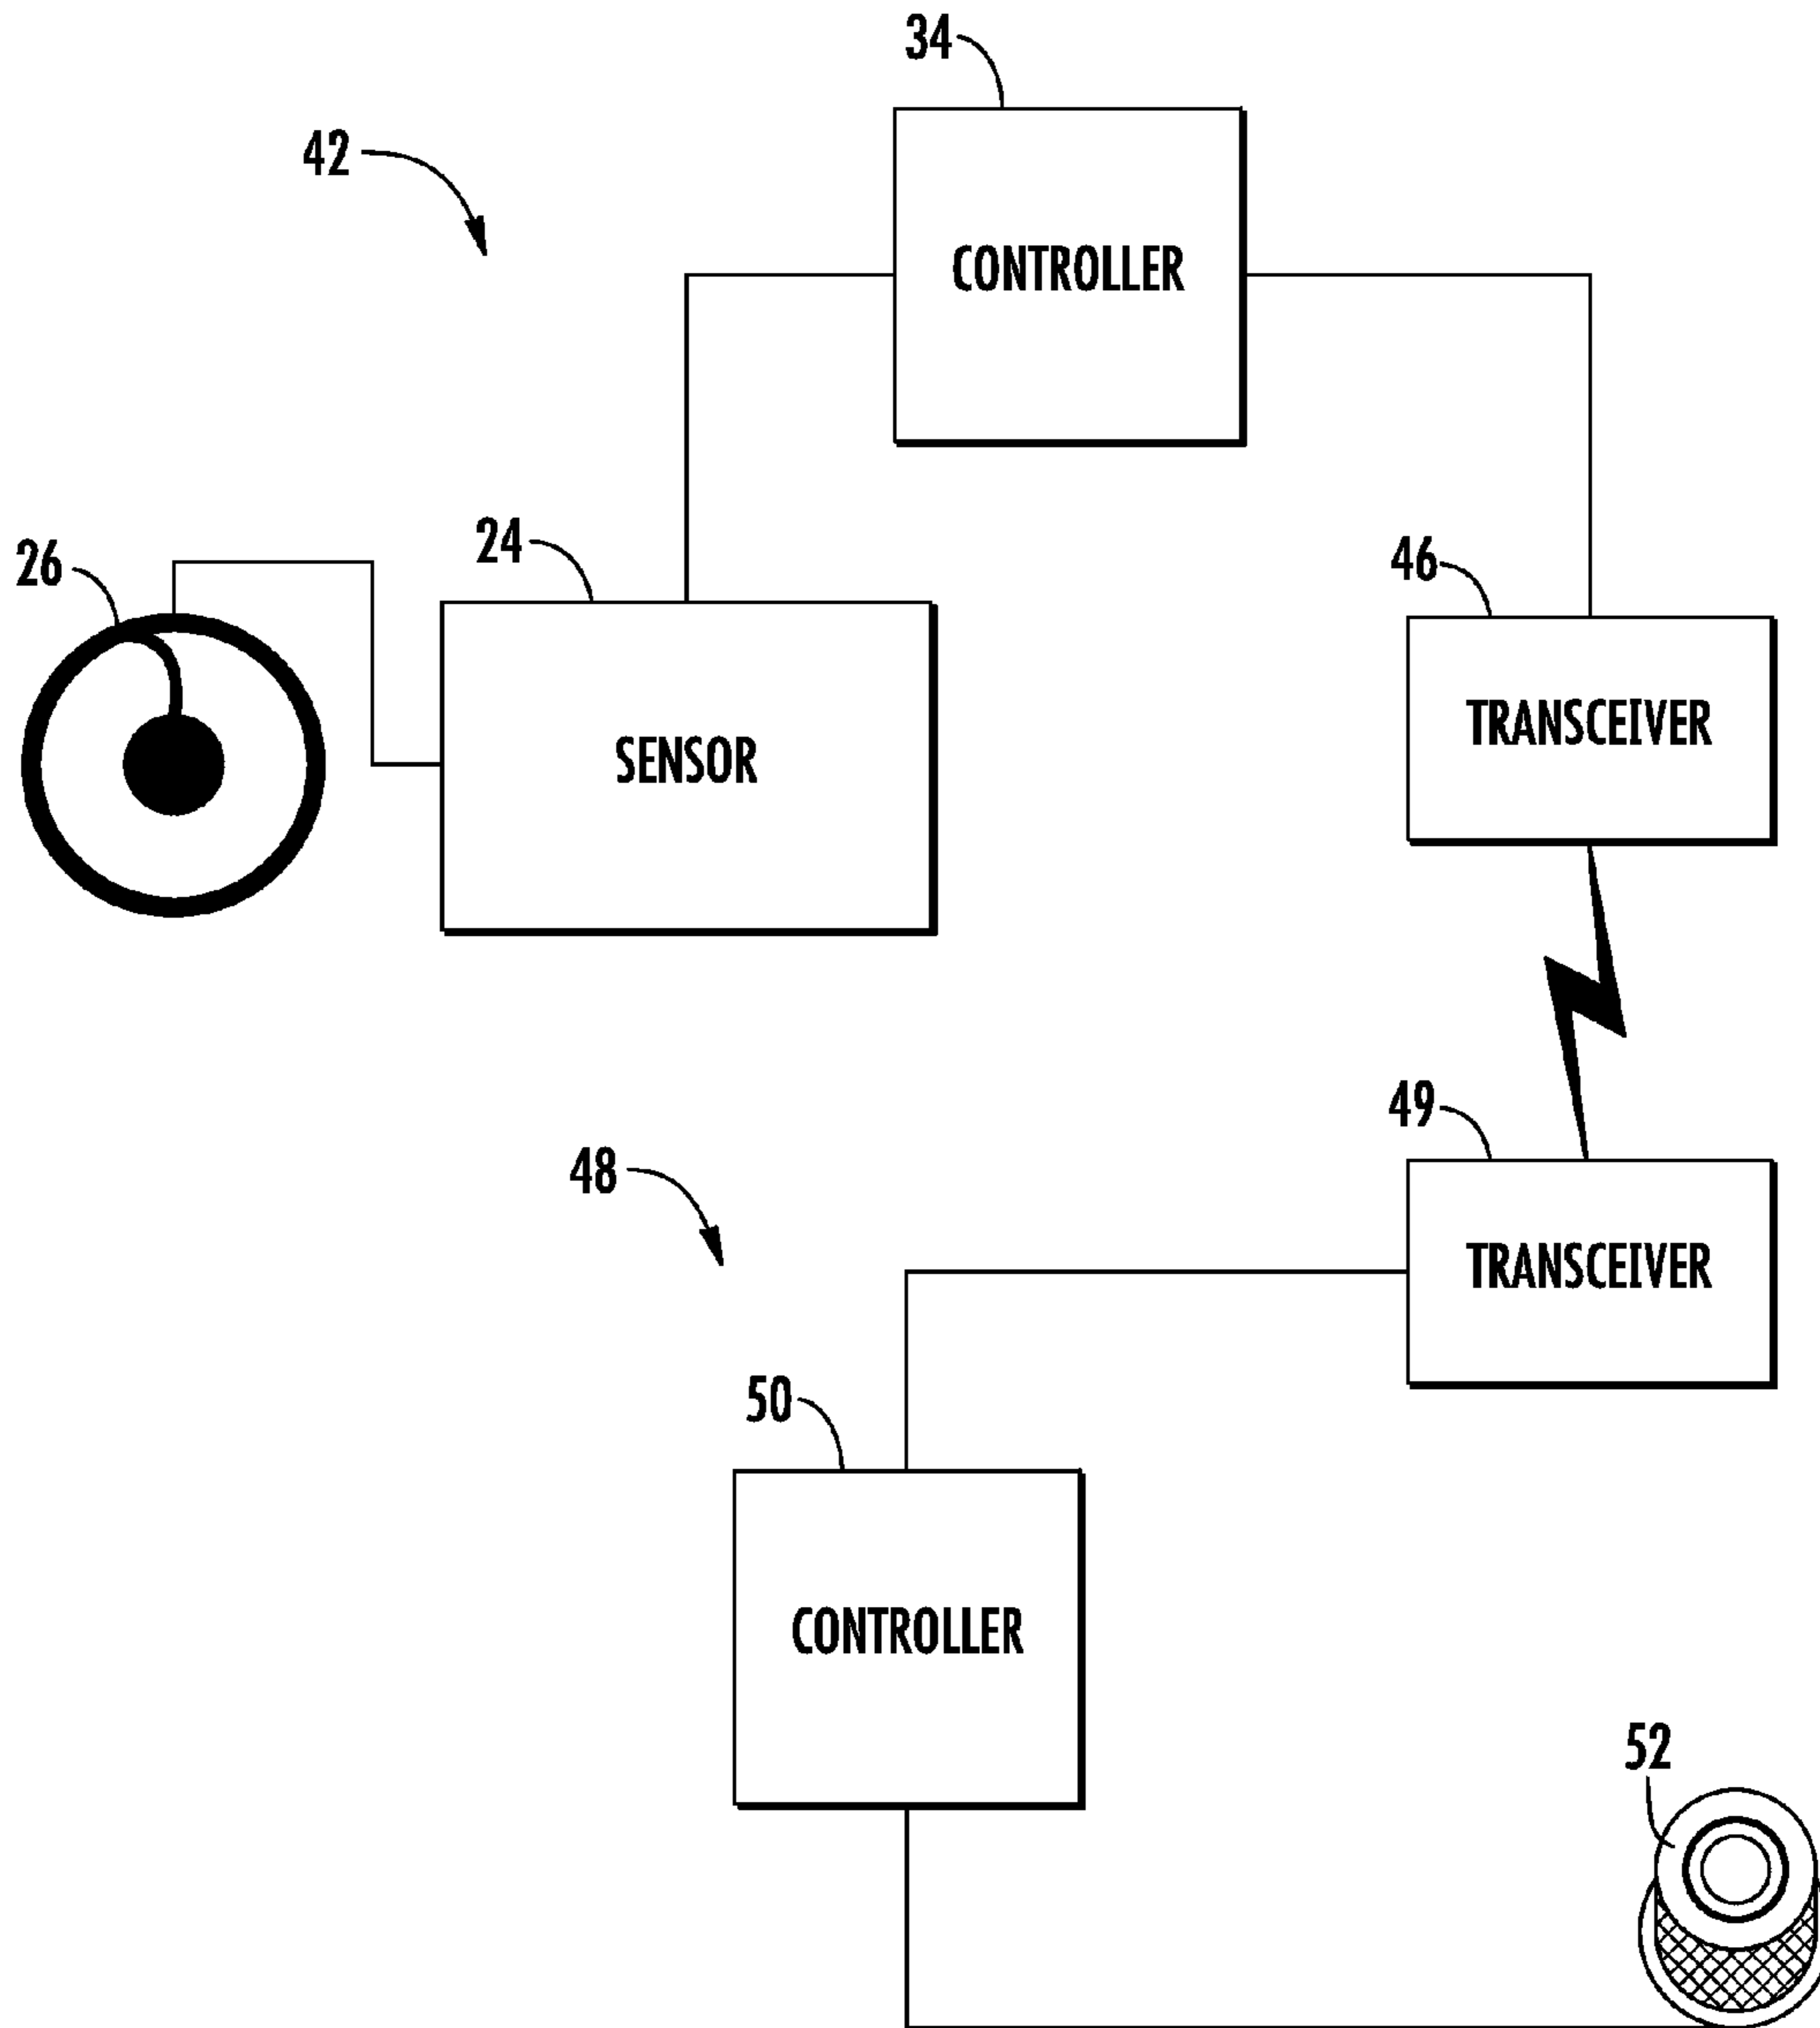 34
42
CONTROLLER
26
24
46
SENSOR
TRANSCEIVER
49
48
TRANSCEIVER
50
CONTROLLER
52